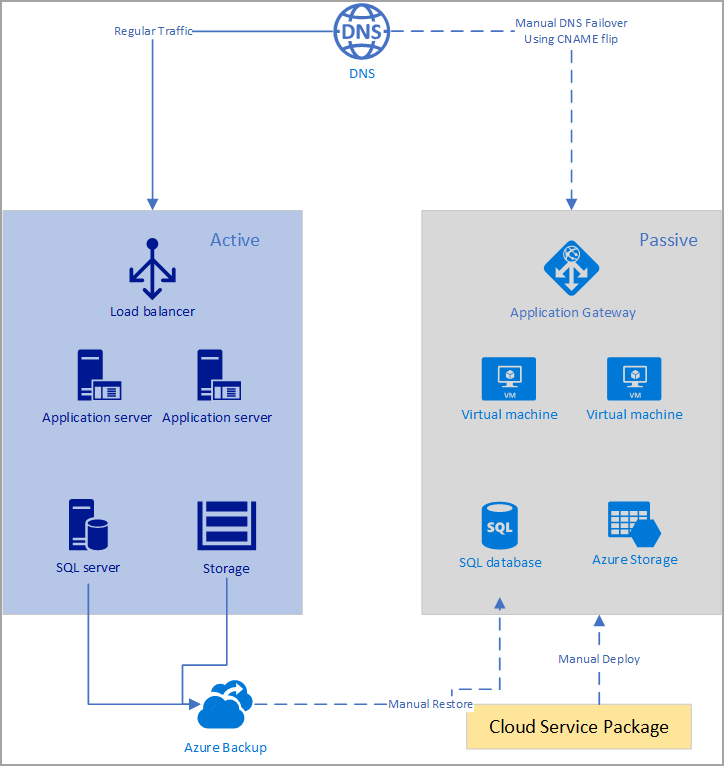 Regular Traffic
DNS
Manual DNS Failover
Using CNAME flip
DNS
Active
Load balancer
Application server
Application server
SQL server
Storage
Passive
Application Gateway
VM
VM
Virtual machine
Virtual machine
SQL
SQL database
Azure Storage
Manual Deploy
Manual Restore
Cloud Service Package
Azure Backup